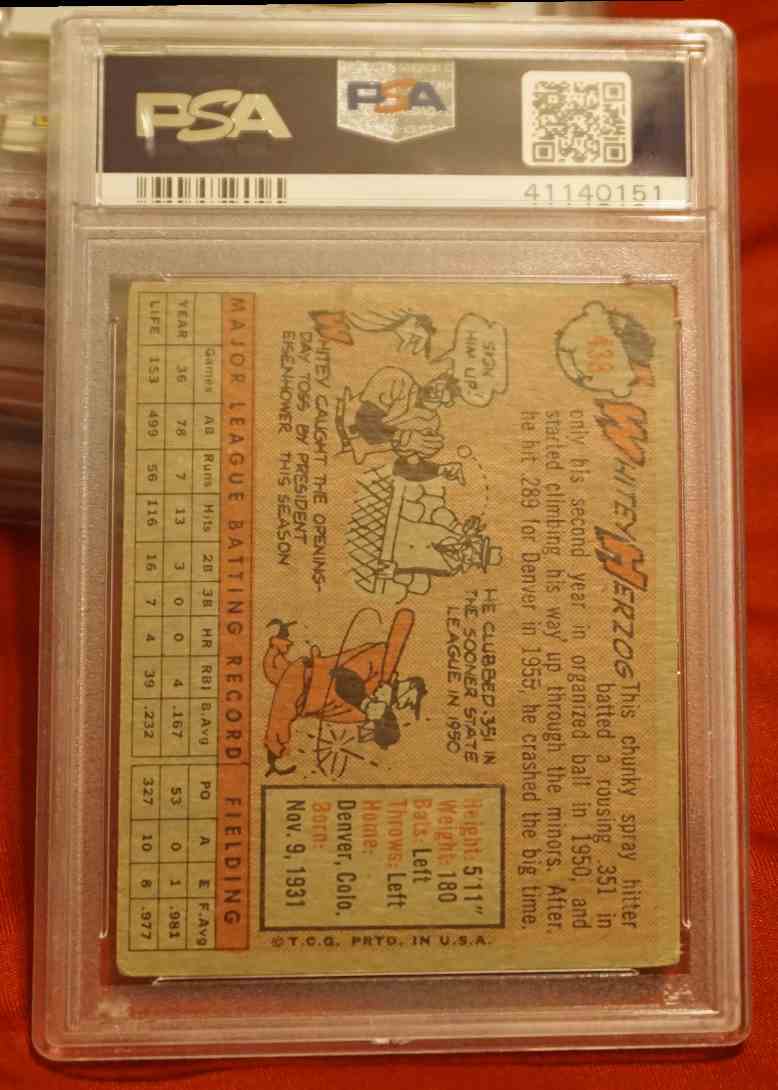 PSA
PSA
41140151
438
WHITEY HERZOG
This chunky spray hitter
batted a rousing .351 in
only his second year in organized ball in 1950, and
started climbing his way up through the minors. After
he hit .289 for Denver in 1955, he crashed the big time.
SIGN
HIM UP!
WHITEY CAUGHT THE OPENING-
DAY TOSS BY PRESIDENT
EISENHOWER THIS SEASON
HE CLUBBED .351 IN
THE SOONER STATE
LEAGUE IN 1950
Height: 5'11"
Weight: 180
Bats: Left
Throws: Left
Home:
Denver, Colo.
Born:
Nov. 9, 1931
©T.C.G. PRTD. IN U.S.A.
MAJOR LEAGUE BATTING RECORD FIELDING
Games AB Runs Hits 2B 3B HR RBI B.Avg PO A E F.Avg
YEAR 36 78 7 13 3 0 0 4 .167 53 0 1 .981
LIFE 153 499 56 116 16 7 4 39 .232 327 10 8 .977